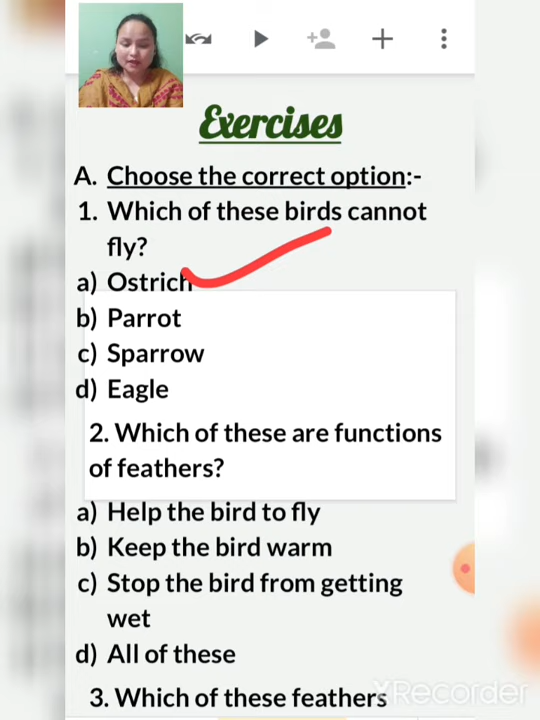 Exercises
A. Choose the correct option:-
1. Which of these birds cannot
fly?
a) Ostrich
b) Parrot
c) Sparrow
d) Eagle
2. Which of these are functions
of feathers?
a) Help the bird to fly
b) Keep the bird warm
c) Stop the bird from getting
wet
d) All of these
3. Which of these feathers
XRecorder